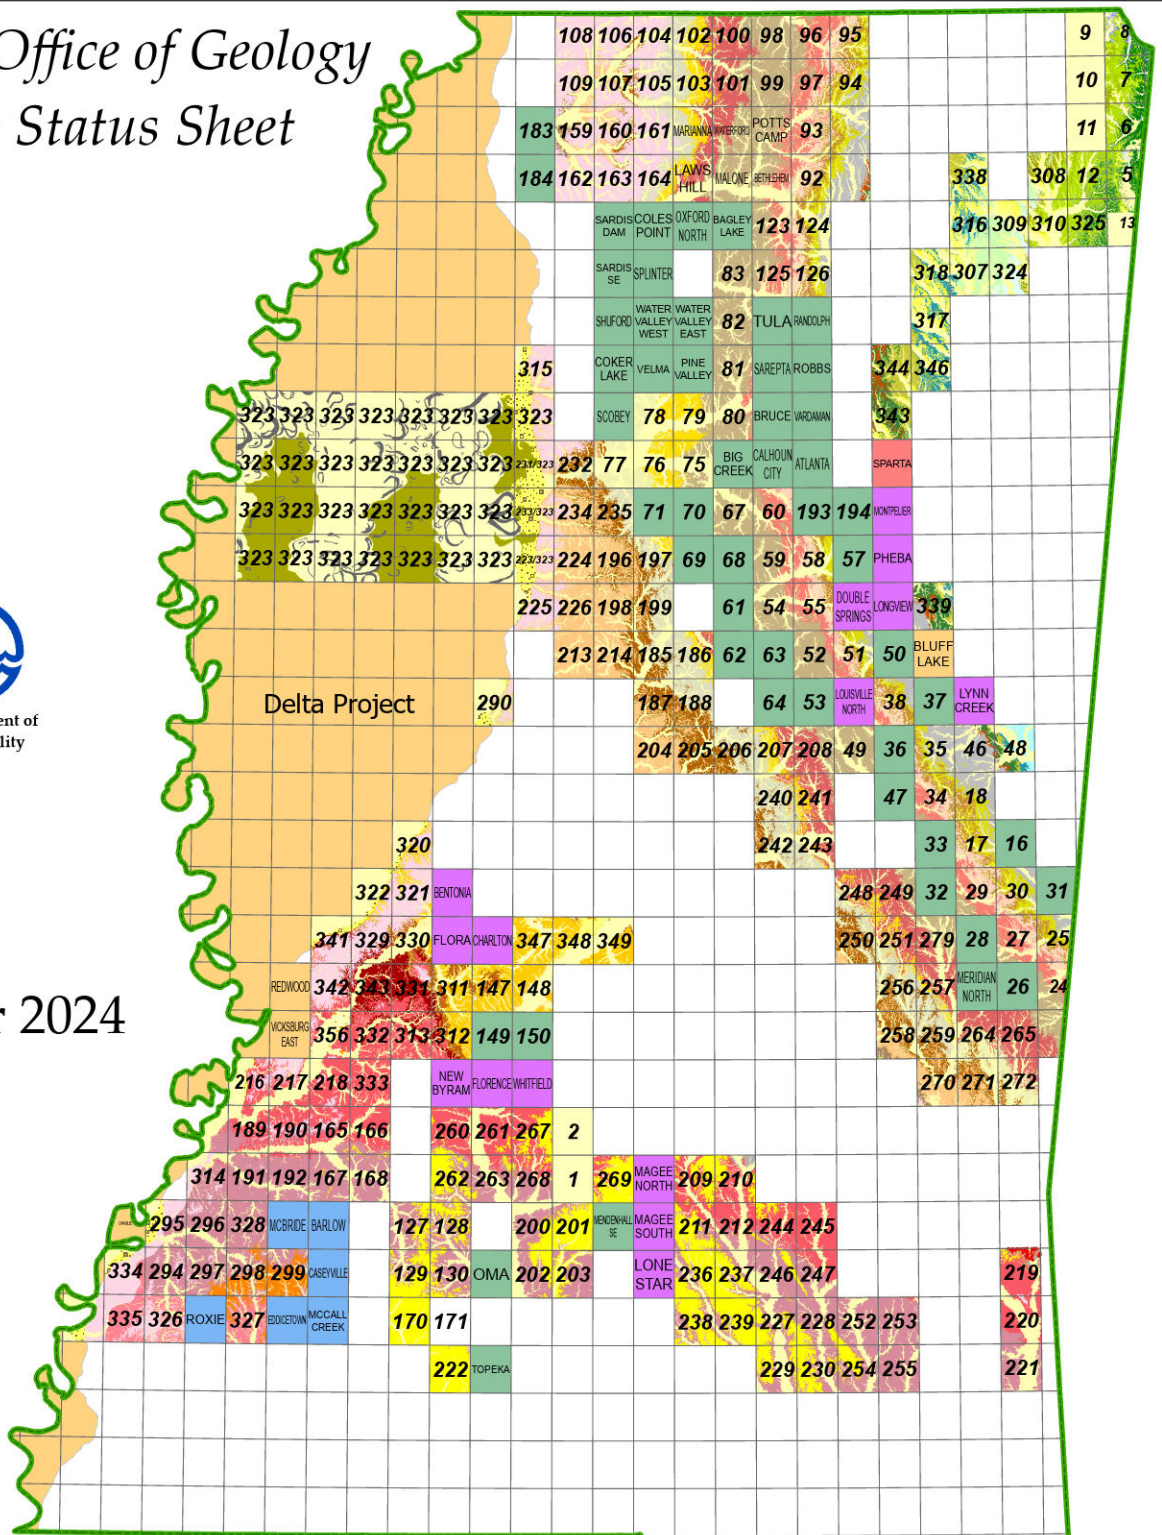 Office of Geology
Status Sheet
108 106 104 102 100 98 96 95 9 8
109 107 105 103 101 99 97 94 10 7
183 159 160 161 MARIANNA WATERFORD POTTS CAMP 93 11 6
184 162 163 164 LAWS HILL MALONE BETHLEHEM 92 338 308 12 5
SARDIS DAM COLES POINT OXFORD NORTH BAGLEY LAKE 123 124 316 309 310 325 13
SARDIS SE SPLINTER 83 125 126 318 307 324
SHUFORD WATER VALLEY WEST WATER VALLEY EAST 82 TULA RANDOLPH 317
315 COKER LAKE VELMA PINE VALLEY 81 SAREPTA ROBBS 344 346
323 323 323 323 323 323 323 323 SCOBEY 78 79 80 BRUCE VARDAMAN 343
323 323 323 323 323 323 323 231/323 232 77 76 75 BIG CREEK CALHOUN CITY ATLANTA SPARTA
323 323 323 323 323 323 323 233/323 234 235 71 70 67 60 193 194 MONTPELIER
323 323 323 323 323 323 323 223/323 224 196 197 69 68 59 58 57 PHEBA
225 226 198 199 61 54 55 DOUBLE SPRINGS LONGVIEW 339
213 214 185 186 62 63 52 51 50 BLUFF LAKE
ent of
Delta Project 290 187 188 64 53 LOUISVILLE NORTH 38 37 LYNN CREEK
lity
204 205 206 207 208 49 36 35 46 48
240 241 47 34 18
320 242 243 33 17 16
322 321 BENTONIA 248 249 32 29 30 31
341 329 330 FLORA CHARLTON 347 348 349 250 251 279 28 27 25
REDWOOD 342 343 331 311 147 148 256 257 MERIDIAN NORTH 26 24
r 2024
VICKSBURG EAST 356 332 313 312 149 150 258 259 264 265
216 217 218 333 NEW BYRAM FLORENCE WHITFIELD 270 271 272
189 190 165 166 260 261 267 2
314 191 192 167 168 262 263 268 1 269 MAGEE NORTH 209 210
295 296 328 MCBRIDE BARLOW 127 128 200 201 MENDENHALL SE MAGEE SOUTH 211 212 244 245
334 294 297 298 299 CASEYVILLE 129 130 OMA 202 203 LONE STAR 236 237 246 247 219
335 326 ROXIE 327 EDDICETOWN MCCALL CREEK 170 171 238 239 227 228 252 253 220
222 TOPEKA 229 230 254 255 221